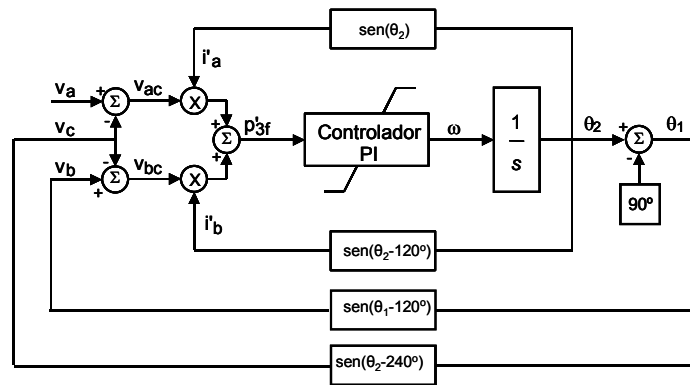 sen(θ₂)
i'a
va
+
Σ
vac
X
-
+
vc
+
Σ
p'3f
Controlador
PI
ω
1
s
θ₂
+
Σ
-
θ₁
90º
-
vb
+
Σ
vbc
X
+
i'b
sen(θ₂-120º)
sen(θ₁-120º)
sen(θ₂-240º)